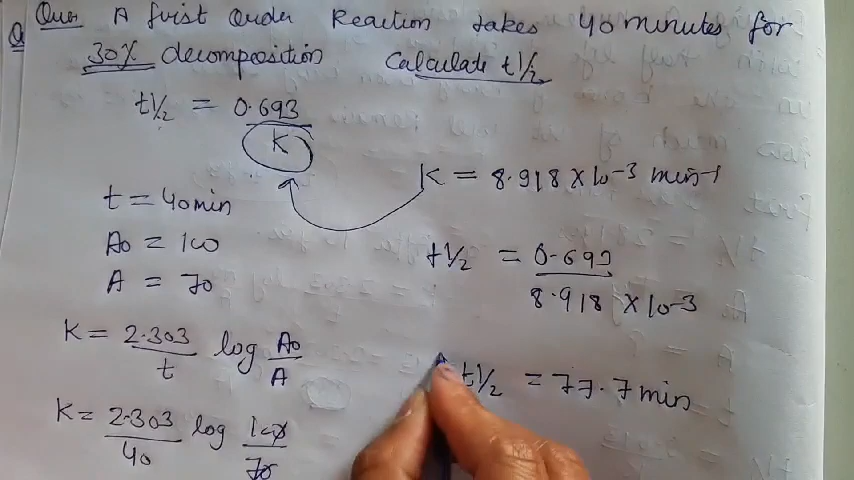 Q Ques A first Order Reaction takes 40 minutes for
30% decomposition Calculate t1/2
t1/2 = 0.693
K
t = 40min
A0 = 100
A = 70
K = 2.303 log A0
t A
K = 2.303 log 100
40 70
K = 8.918 X 10-3 min-1
t1/2 = 0.693
8.918 X 10-3
t1/2 = 77.7 min